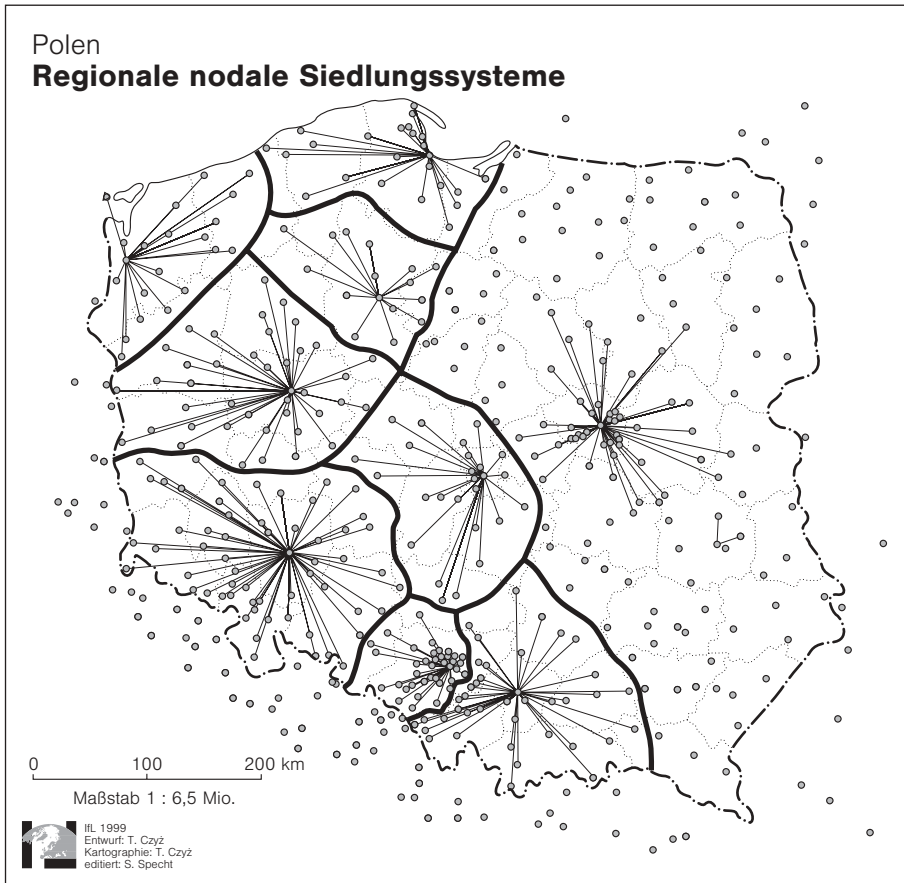 Polen
Regionale nodale Siedlungssysteme
0 100 200 km
Maßstab 1 : 6,5 Mio.
IfL 1999
Entwurf: T. Czyż
Kartographie: T. Czyż
editiert: S. Specht